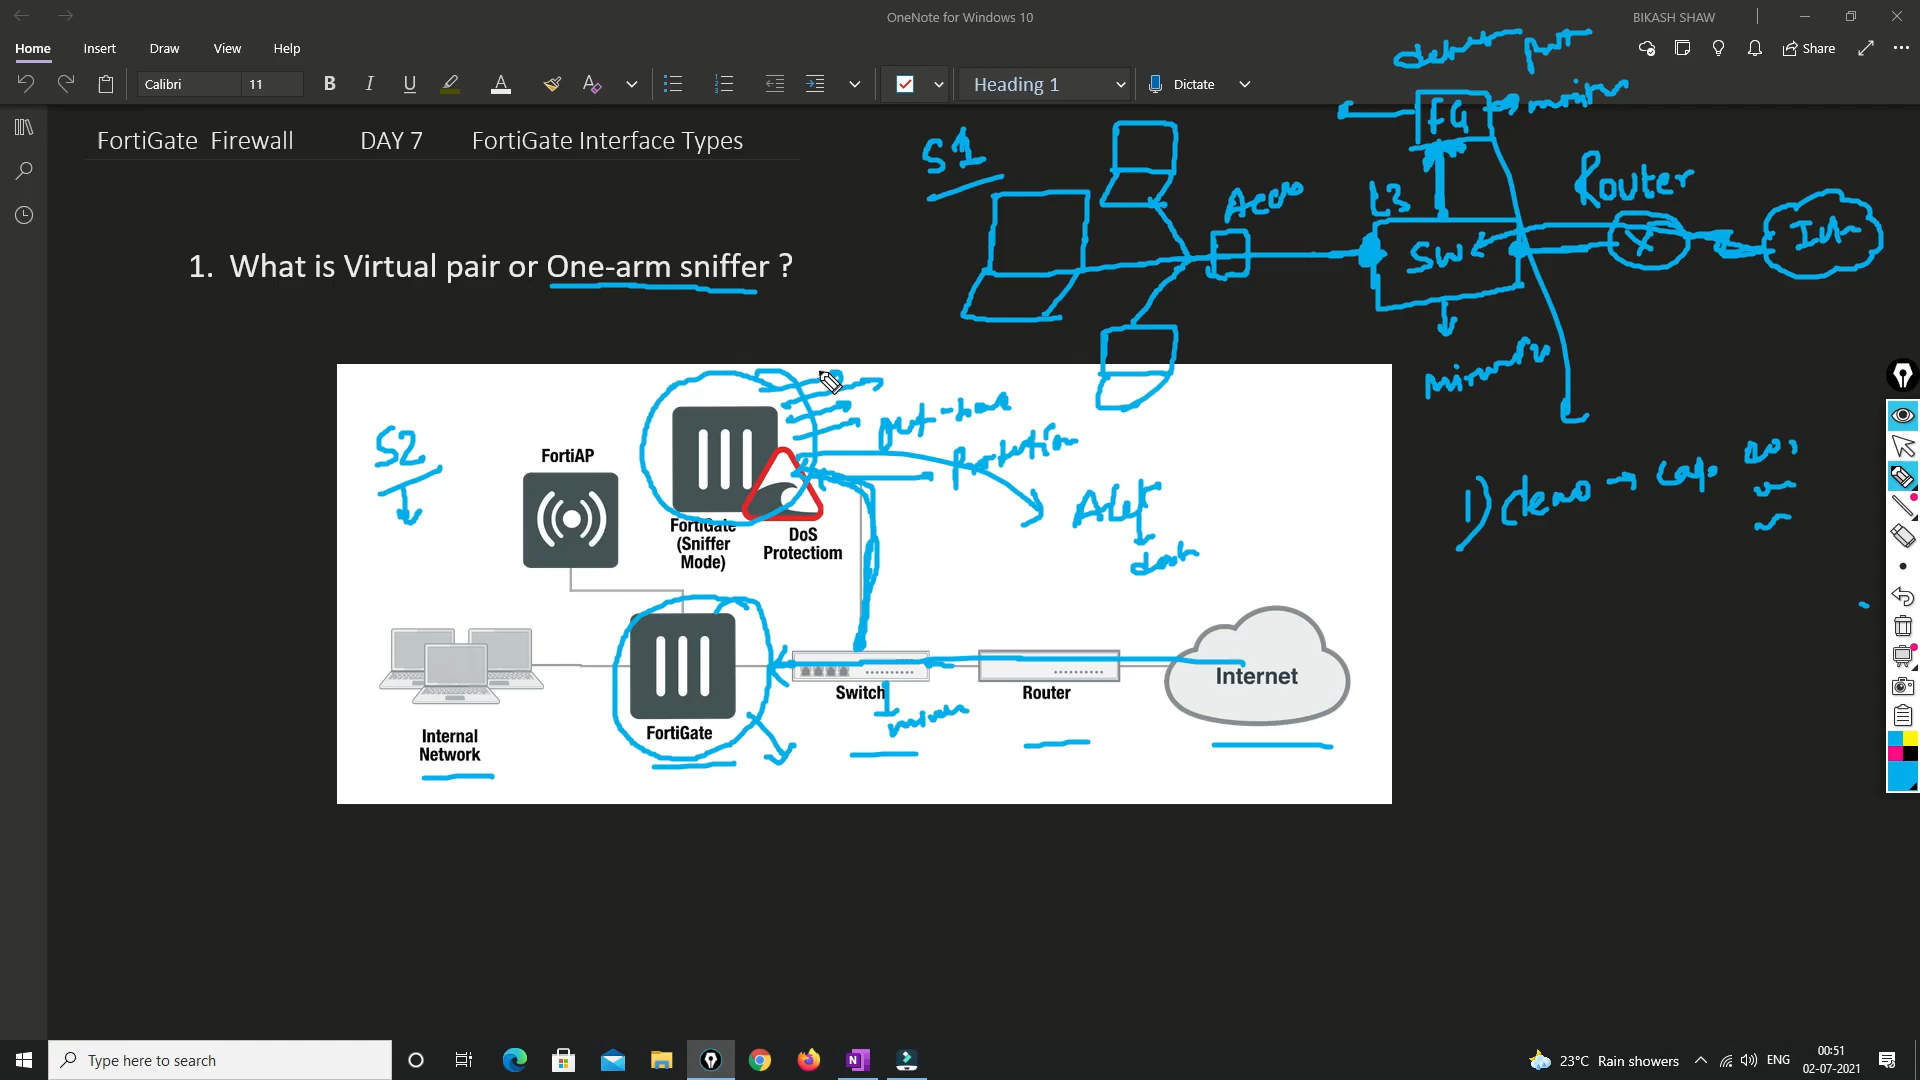 OneNote for Windows 10
BIKASH SHAW
Home Insert Draw View Help
Share
Calibri 11 B I U A Heading 1 Dictate
FortiGate Firewall DAY 7 FortiGate Interface Types
1. What is Virtual pair or One-arm sniffer ?
S1
FG
Router
L3
SW
S2
FortiAP
FortiGate
(Sniffer
Mode)
DoS
Protectiom
1) demo
Internal
Network
FortiGate
Switch
Router
Internet
Type here to search
23°C Rain showers
ENG
00:51
02-07-2021